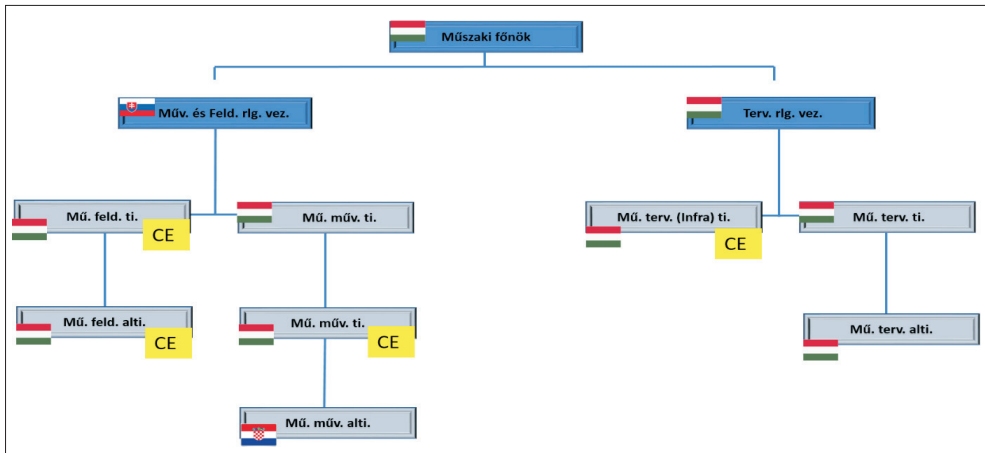 Műszaki főnök
Műv. és Feld. rlg. vez.
Terv. rlg. vez.
Mű. feld. ti.
CE
Mű. műv. ti.
Mű. terv. (Infra) ti.
CE
Mű. terv. ti.
Mű. feld. alti.
CE
Mű. műv. ti.
CE
Mű. terv. alti.
Mű. műv. alti.